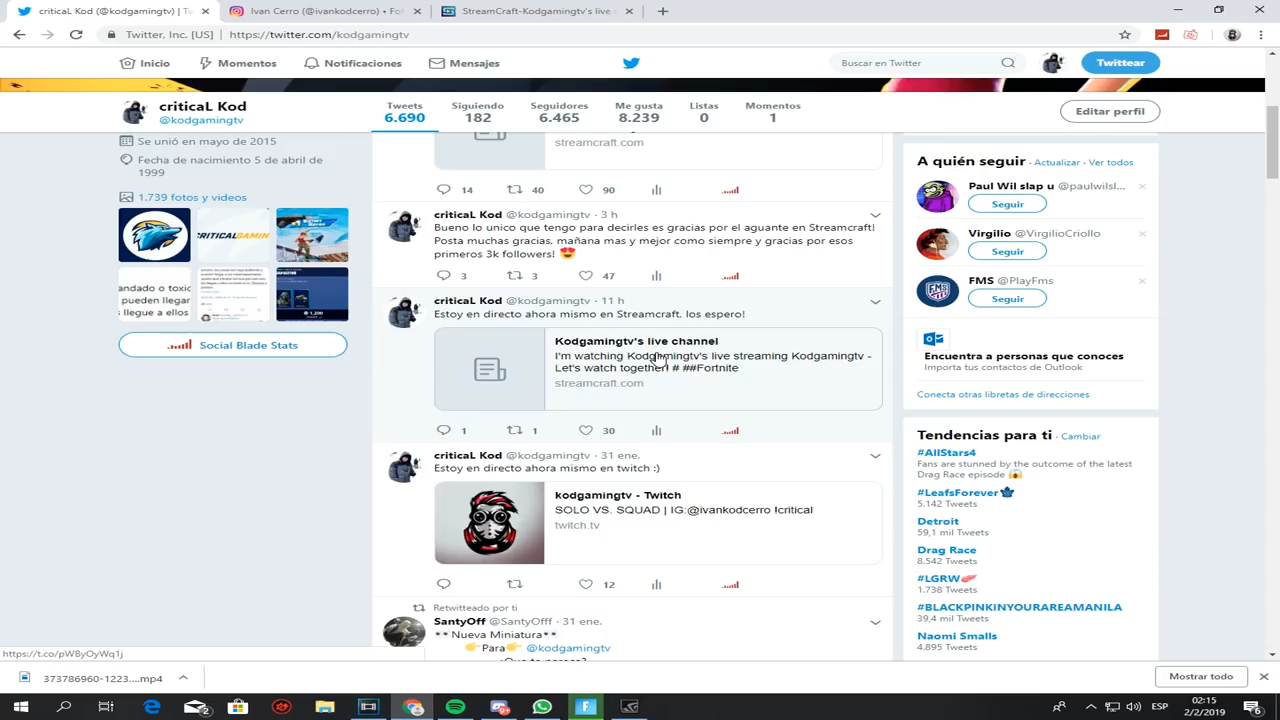 criticaL Kod (@kodgamingtv) | Tw
Ivan Cerro (@ivankodcerro) • Fot
StreamCraft-Kodgamingtv's live s
Twitter, Inc. [US] | https://twitter.com/kodgamingtv
Inicio
Momentos
Notificaciones
Mensajes
Buscar en Twitter
Twittear
criticaL Kod
@kodgamingtv
Tweets
6.690
Siguiendo
182
Seguidores
6.465
Me gusta
8.239
Listas
0
Momentos
1
Editar perfil
Se unió en mayo de 2015
Fecha de nacimiento 5 de abril de
1999
1.739 fotos y videos
Social Blade Stats
streamcraft.com
14 40 90
criticaL Kod @kodgamingtv · 3 h
Bueno lo unico que tengo para decirles es gracias por el aguante en Streamcraft!
Posta muchas gracias, mañana mas y mejor como siempre y gracias por esos
primeros 3k followers! 😍
3 3 47
criticaL Kod @kodgamingtv · 11 h
Estoy en directo ahora mismo en Streamcraft, los espero!
Kodgamingtv's live channel
I'm watching Kodgamingtv's live streaming Kodgamingtv -
Let's watch together! # ##Fortnite
streamcraft.com
1 1 30
criticaL Kod @kodgamingtv · 31 ene.
Estoy en directo ahora mismo en twitch :)
kodgamingtv - Twitch
SOLO VS. SQUAD | IG:@ivankodcerro !critical
twitch.tv
12
Retwitteado por ti
SantyOff @SantyOfff · 31 ene.
👀Nueva Miniatura**
👉Para👉 @kodgamingtv
A quién seguir · Actualizar · Ver todos
Paul Wil slap u @paulwilsl...
Seguir
Virgilio @VirgilioCriollo
Seguir
FMS @PlayFms
Seguir
Encuentra a personas que conoces
Importa tus contactos de Outlook
Conecta otras libretas de direcciones
Tendencias para ti · Cambiar
#AllStars4
Fans are stunned by the outcome of the latest
Drag Race episode 😱
#LeafsForever
5.142 Tweets
Detroit
59,1 mil Tweets
Drag Race
8.542 Tweets
#LGRW
1.738 Tweets
#BLACKPINKINYOURAREAMANILA
39,4 mil Tweets
Naomi Smalls
4.895 Tweets
https://t.co/pWByOyWq1j
373786960-1223....mp4
Mostrar todo
ESP
02:15
2/2/2019